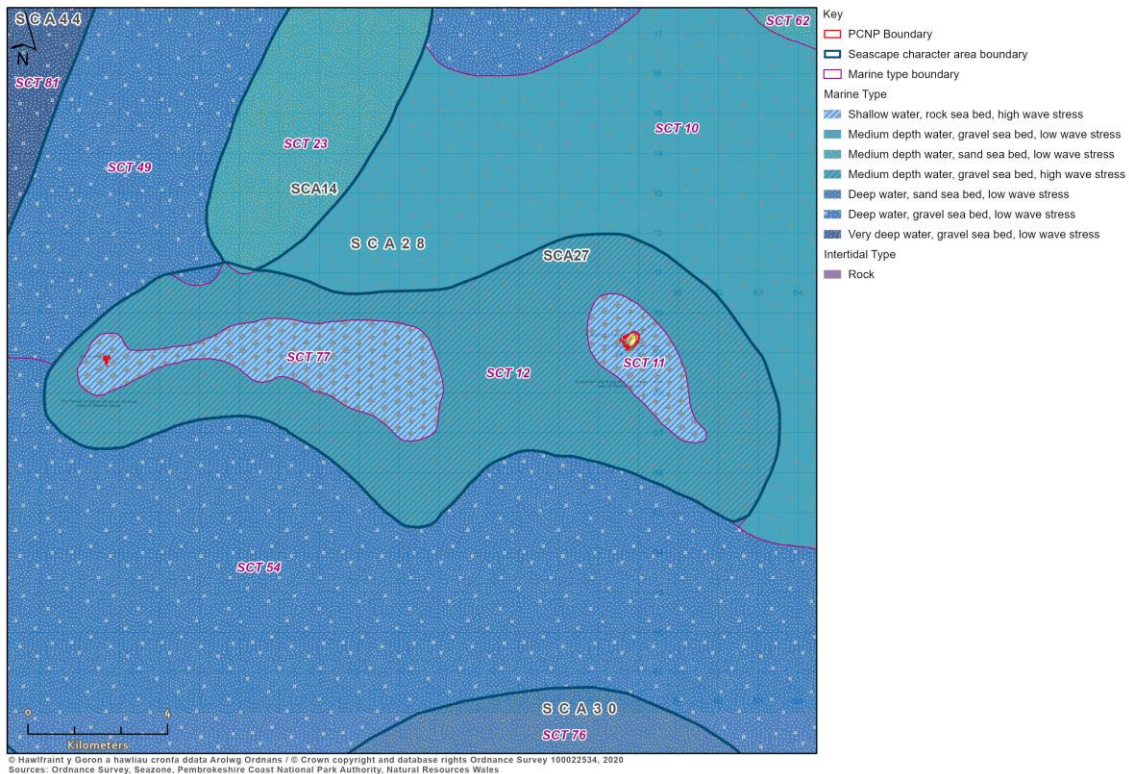 SCA44
N
SCT 81
SCT 49
SCT 23
SCA14
SCA28
SCT 62
SCT 10
SCA27
SCT 77
SCT 12
SCT 11
SCT 54
SCA30
SCT 76
17
16
15
14
13
12
0 4
Kilometers
Key
PCNP Boundary
Seascape character area boundary
Marine type boundary
Marine Type
Shallow water, rock sea bed, high wave stress
Medium depth water, gravel sea bed, low wave stress
Medium depth water, sand sea bed, low wave stress
Medium depth water, gravel sea bed, high wave stress
Deep water, sand sea bed, low wave stress
Deep water, gravel sea bed, low wave stress
Very deep water, gravel sea bed, low wave stress
Intertidal Type
Rock
© Hawlfraint y Goron a hawliau cronfa ddata Arolwg Ordnans / © Crown copyright and database rights Ordnance Survey 100022534, 2020
Sources: Ordnance Survey, Seazone, Pembrokeshire Coast National Park Authority, Natural Resources Wales